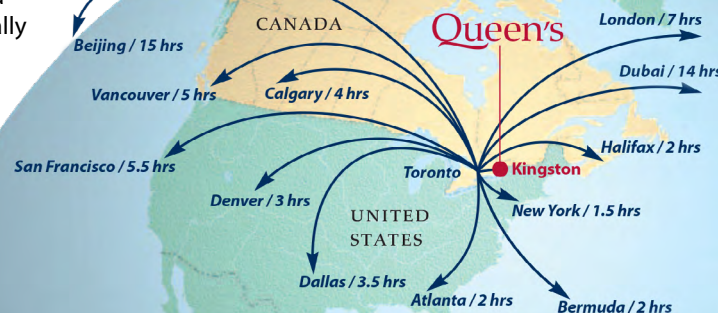 ally
CANADA
Queen's
London / 7 hrs
Beijing / 15 hrs
Dubai / 14 hrs
Vancouver / 5 hrs
Calgary / 4 hrs
Halifax / 2 hrs
San Francisco / 5.5 hrs
Toronto
Kingston
Denver / 3 hrs
New York / 1.5 hrs
UNITED
STATES
Dallas / 3.5 hrs
Atlanta / 2 hrs
Bermuda / 2 hrs